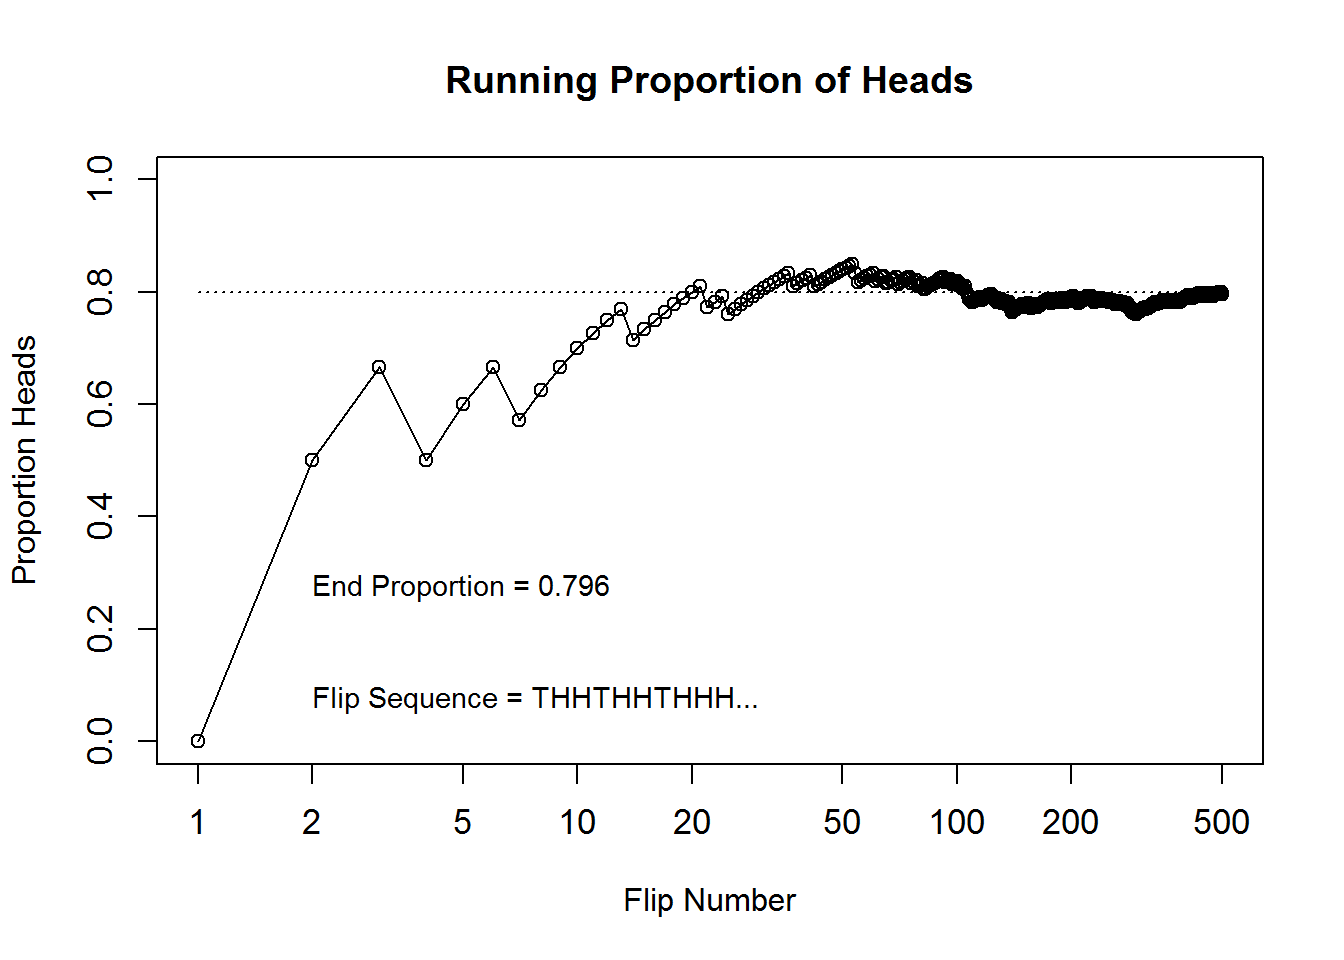 Running Proportion of Heads
Proportion Heads
1.0
0.8
0.6
0.4
0.2
0.0
End Proportion = 0.796
Flip Sequence = THHTHHTHHH...
1 2 5 10 20 50 100 200 500
Flip Number